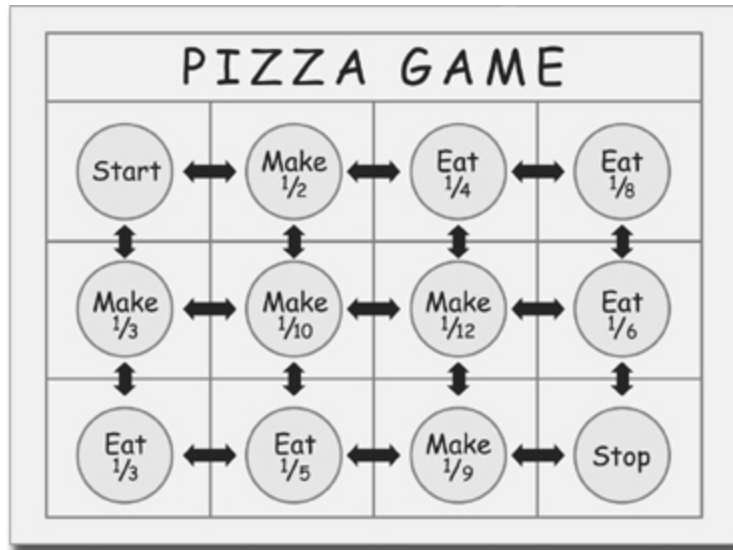 PIZZA GAME
Start
Make
1/2
Eat
1/4
Eat
1/8
Make
1/3
Make
1/10
Make
1/12
Eat
1/6
Eat
1/3
Eat
1/5
Make
1/9
Stop